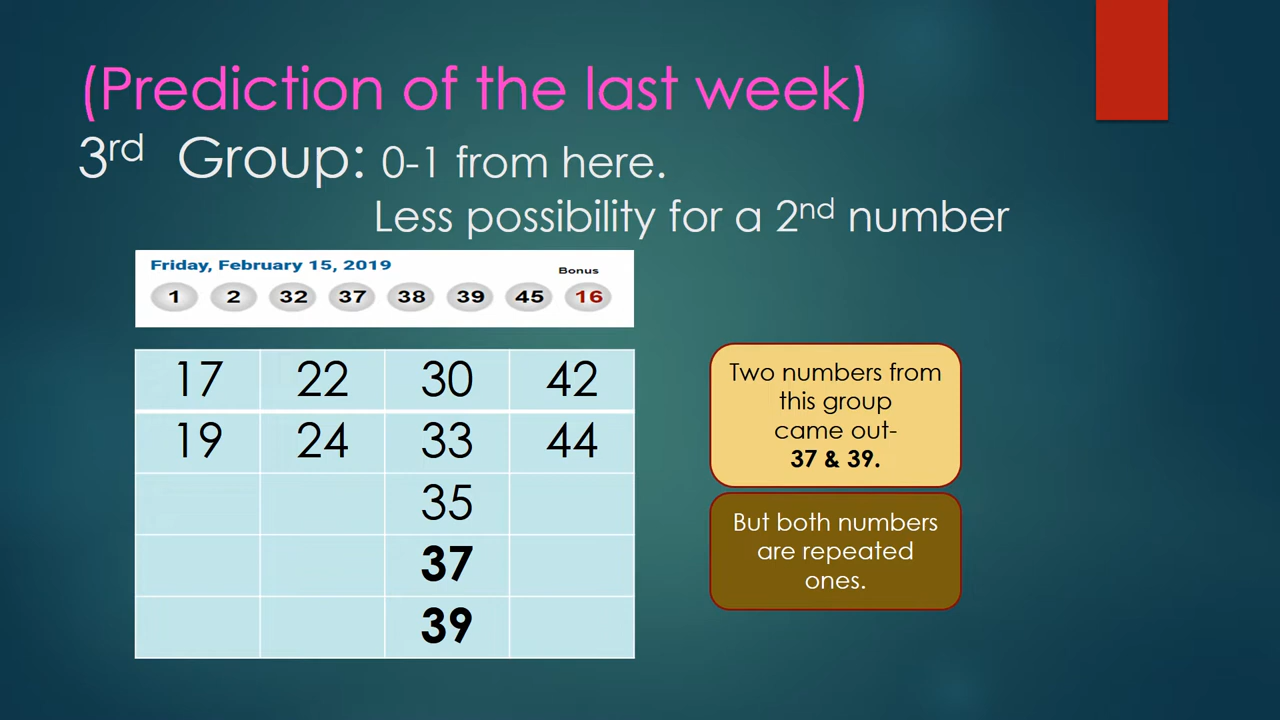 (Prediction of the last week)
3rd Group: 0-1 from here.
Less possibility for a 2nd number
Friday, February 15, 2019
Bonus
1 2 32 37 38 39 45 16
17 22 30 42
19 24 33 44
35
37
39
Two numbers from
this group
came out-
37 & 39.
But both numbers
are repeated
ones.